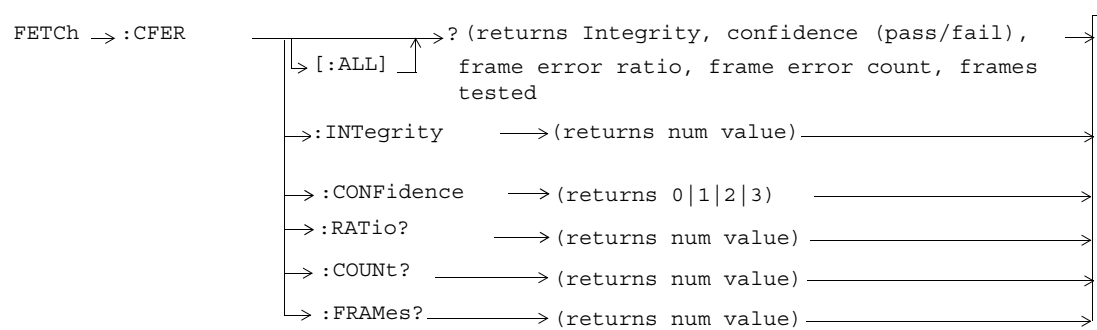 FETCh :CFER ? (returns Integrity, confidence (pass/fail),
[:ALL] frame error ratio, frame error count, frames
tested
:INTegrity (returns num value)
:CONFidence (returns 0|1|2|3)
:RATio? (returns num value)
:COUNt? (returns num value)
:FRAMes? (returns num value)